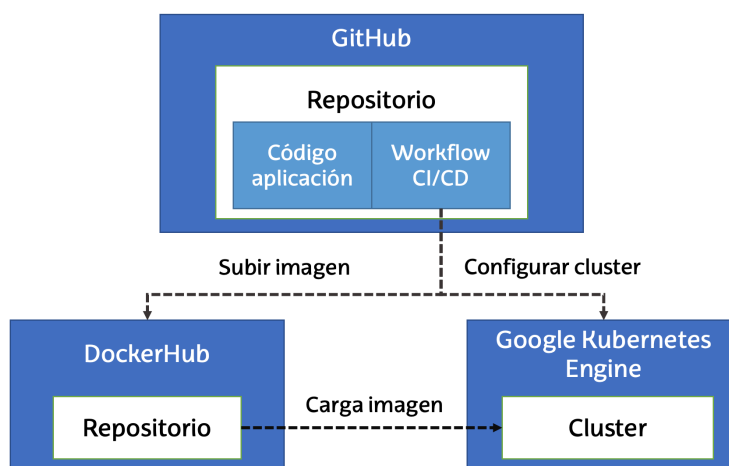 GitHub
Repositorio
Código
aplicación
Workflow
CI/CD
Subir imagen
Configurar cluster
DockerHub
Repositorio
Carga imagen
Google Kubernetes
Engine
Cluster